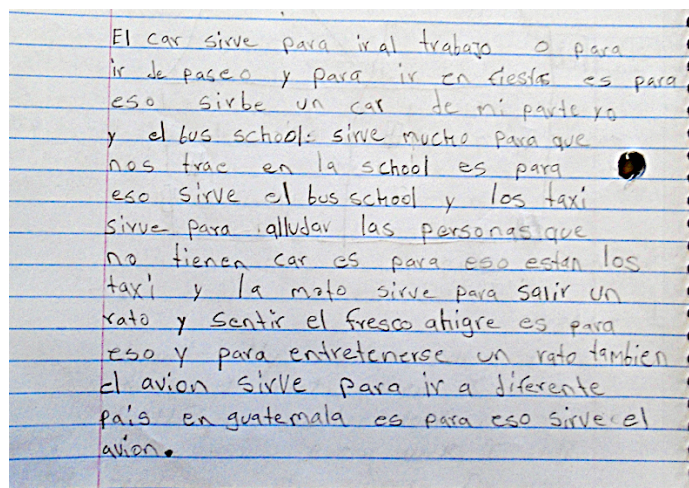 El car sirve para ir al trabajo o para
ir de paseo y para ir en fiestas es para
eso sirbe un car de mi parte yo
y el bus school: sirve mucho para que
nos trae en la school es para
eso sirve el bus school y los taxi
sirve para alludar las personas que
no tienen car es para eso estan los
taxi y la moto sirve para salir un
rato y sentir el fresco ahigre es para
eso y para entretenerse un rato tambien
el avion sirve para ir a diferente
país en guatemala es para eso sirve el
avion.